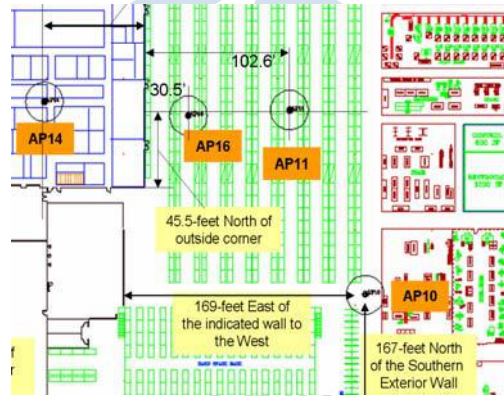 102.6'
30.5'
AP14
AP16
AP11
45.5-feet North of
outside corner
AP10
169-feet East of
the indicated wall to
the West
167-feet North
of the Southern
Exterior Wall